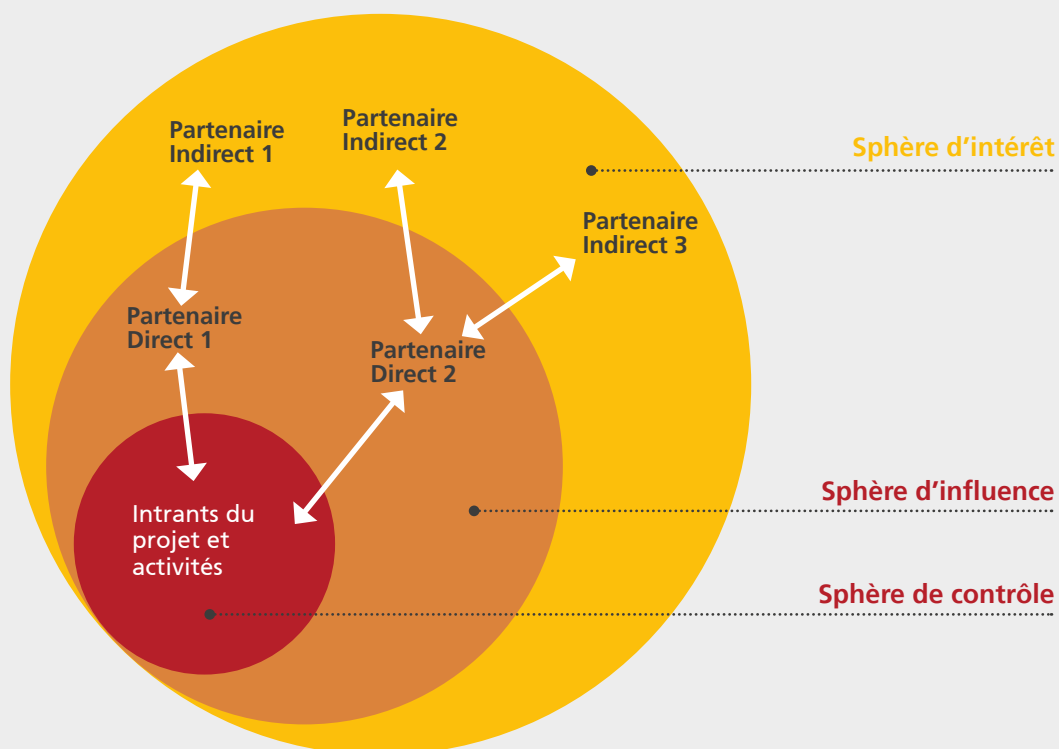 Partenaire
Indirect 1
Partenaire
Indirect 2
Sphère d’intérêt
Partenaire
Indirect 3
Partenaire
Direct 1
Partenaire
Direct 2
Sphère d’influence
Intrants du
projet et
activités
Sphère de contrôle